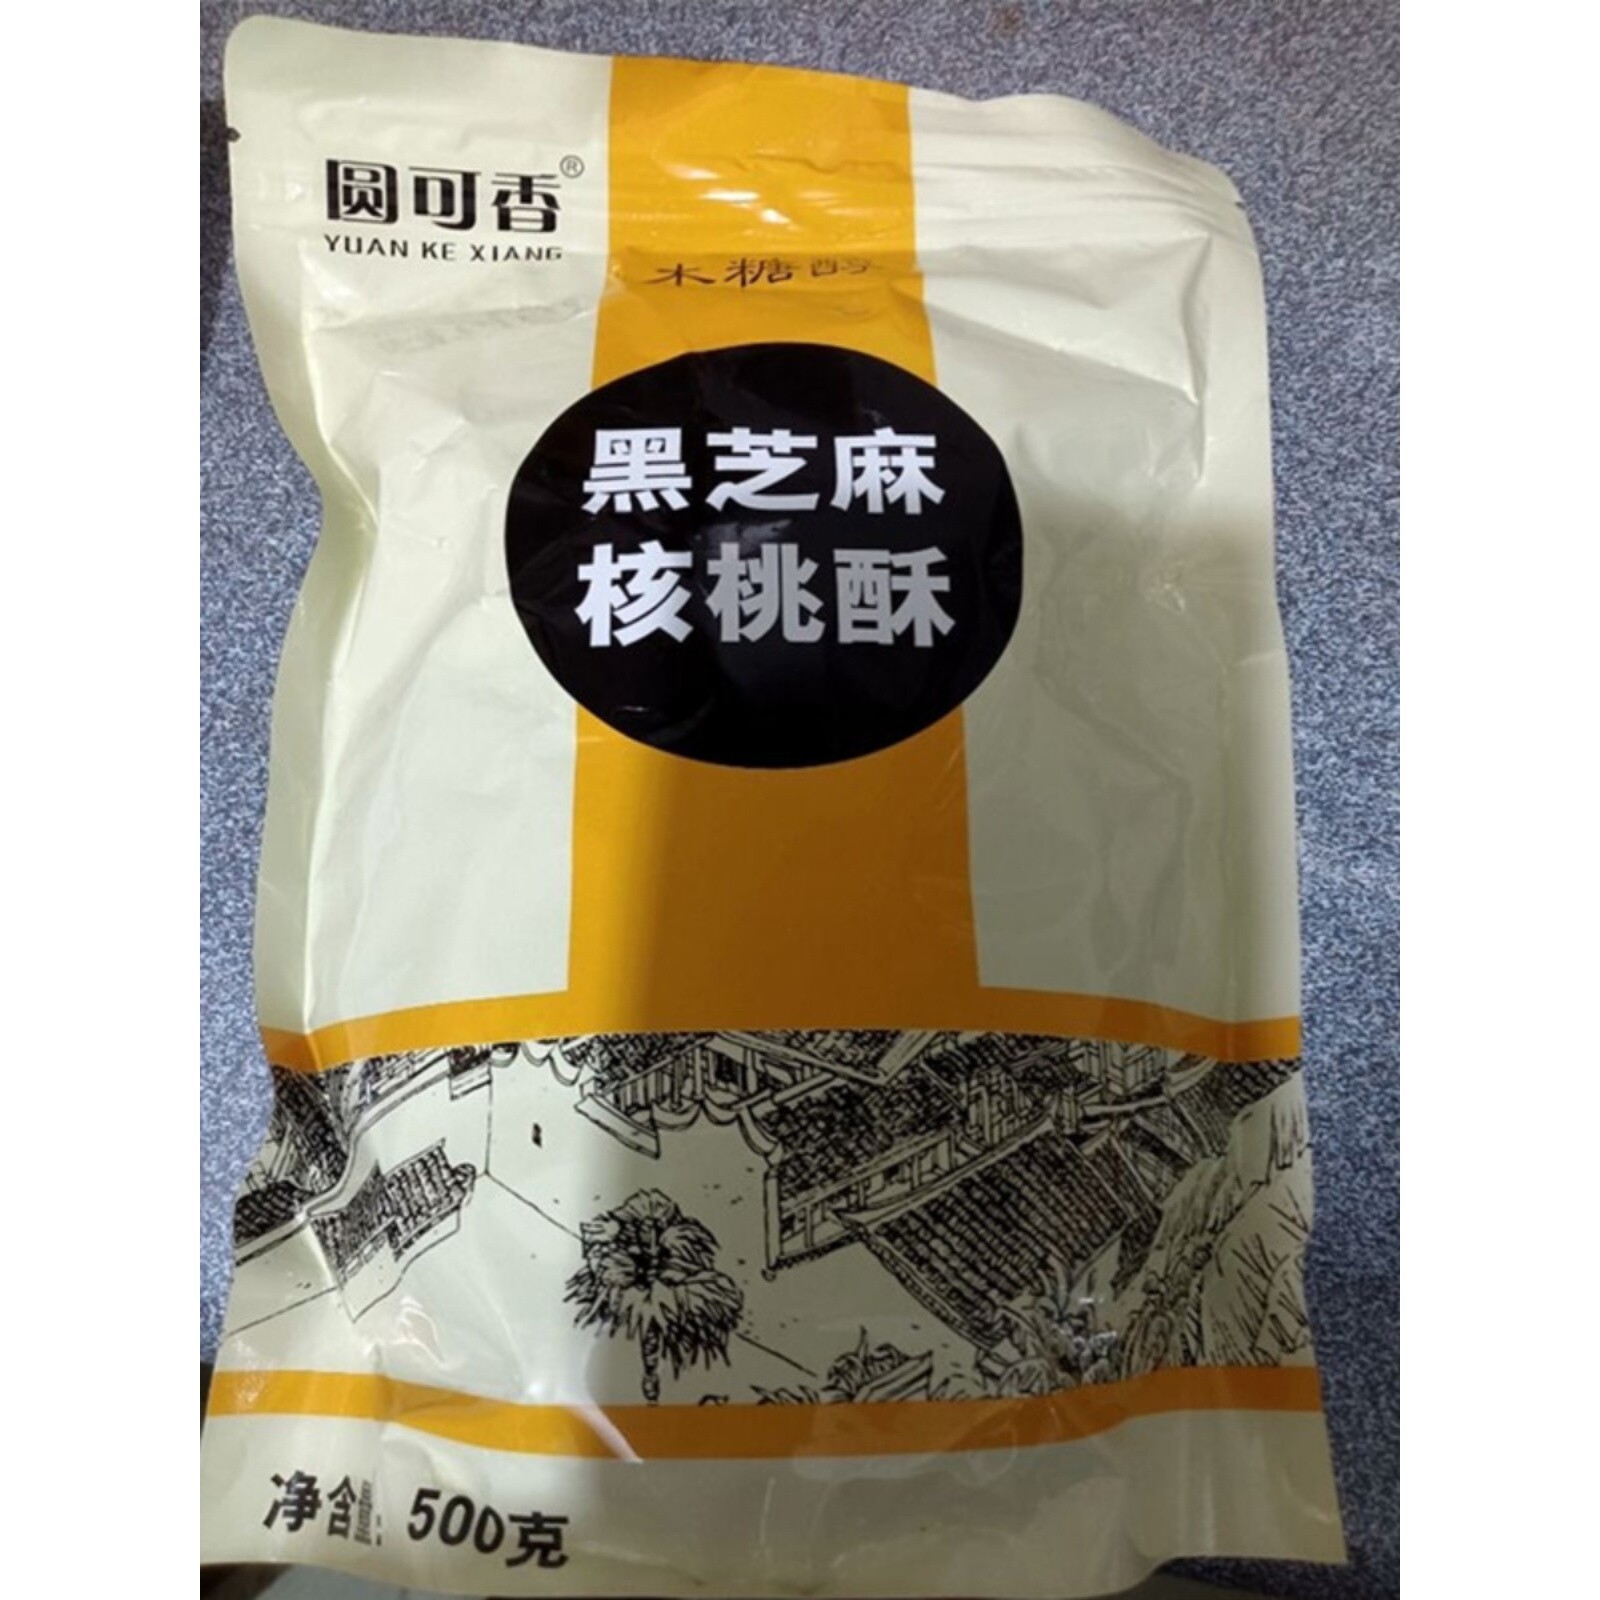 圆可香®
YUAN KE XIANG
木糖醇
黑芝麻
核桃酥
净含量: 500克